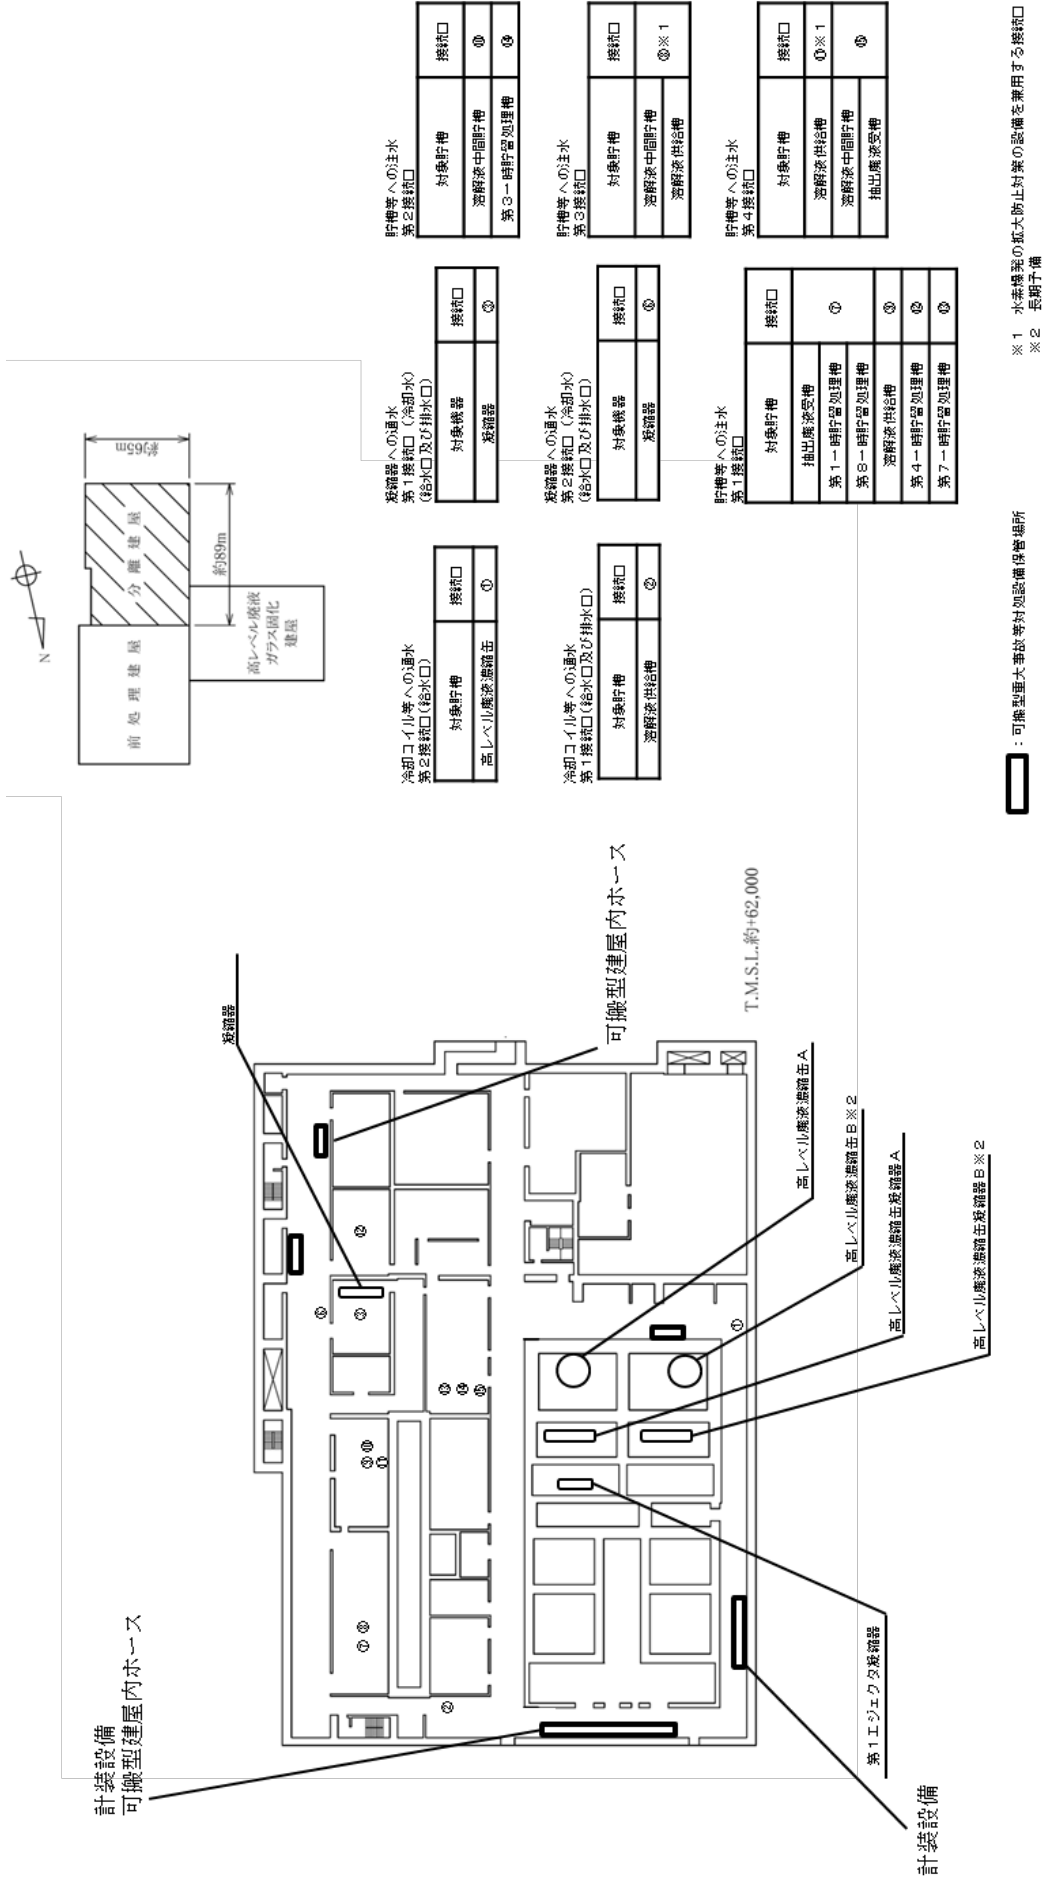 計装設備
可搬型建屋内ホース
凝縮器
N
前処理建屋
分離建屋
高レベル廃液
ガラス固化
建屋
約89m
約65m
⑦⑧
②
⑨⑩
⑪
③
⑥
⑫
⑬
⑭
⑮
①
可搬型建屋内ホース
T.M.S.L.約+62,000
高レベル廃液濃縮缶A
高レベル廃液濃縮缶B※2
高レベル廃液濃縮缶凝縮器A
高レベル廃液濃縮缶凝縮器B※2
第1エジェクタ凝縮器
計装設備
冷却コイル等への通水
第2接続口(給水口)
対象貯槽 接続口
高レベル廃液濃縮缶 ①
冷却コイル等への通水
第1接続口(給水口及び排水口)
対象貯槽 接続口
溶解液供給槽 ②
凝縮器への通水
第1接続口(冷却水)
(給水口及び排水口)
対象機器 接続口
凝縮器 ③
凝縮器への通水
第2接続口(冷却水)
(給水口及び排水口)
対象機器 接続口
凝縮器 ⑥
貯槽等への注水
第1接続口
対象貯槽 接続口
抽出廃液受槽 ⑦
第1一時貯留処理槽
第8一時貯留処理槽
溶解液供給槽 ⑨
第4一時貯留処理槽 ⑫
第7一時貯留処理槽 ⑬
貯槽等への注水
第2接続口
対象貯槽 接続口
溶解液中間貯槽 ⑩
第3一時貯留処理槽 ⑭
貯槽等への注水
第3接続口
対象貯槽 接続口
溶解液中間貯槽 ⑧※1
溶解液供給槽
貯槽等への注水
第4接続口
対象貯槽 接続口
溶解液供給槽 ⑪※1
溶解液中間貯槽 ⑮
抽出廃液受槽
：可搬型重大事故等対処設備保管場所
※1 水素爆発の拡大防止対策の設備を兼用する接続口
※2 長期予備